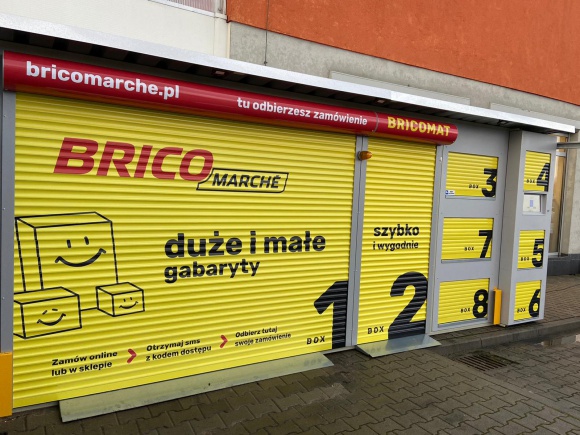 bricomarche.pl
tu odbierzesz zamówienie
BRICOMAT
BRICO
MARCHÉ
duże i małe
gabaryty
Zamów online
lub w sklepie
Otrzymaj sms
z kodem dostępu
Odbierz tutaj
swoje zamówienie
BOX 1
szybko
i wygodnie
BOX 2
BOX 3
BOX 7
BOX 8
BOX 4
BOX 5
BOX 6